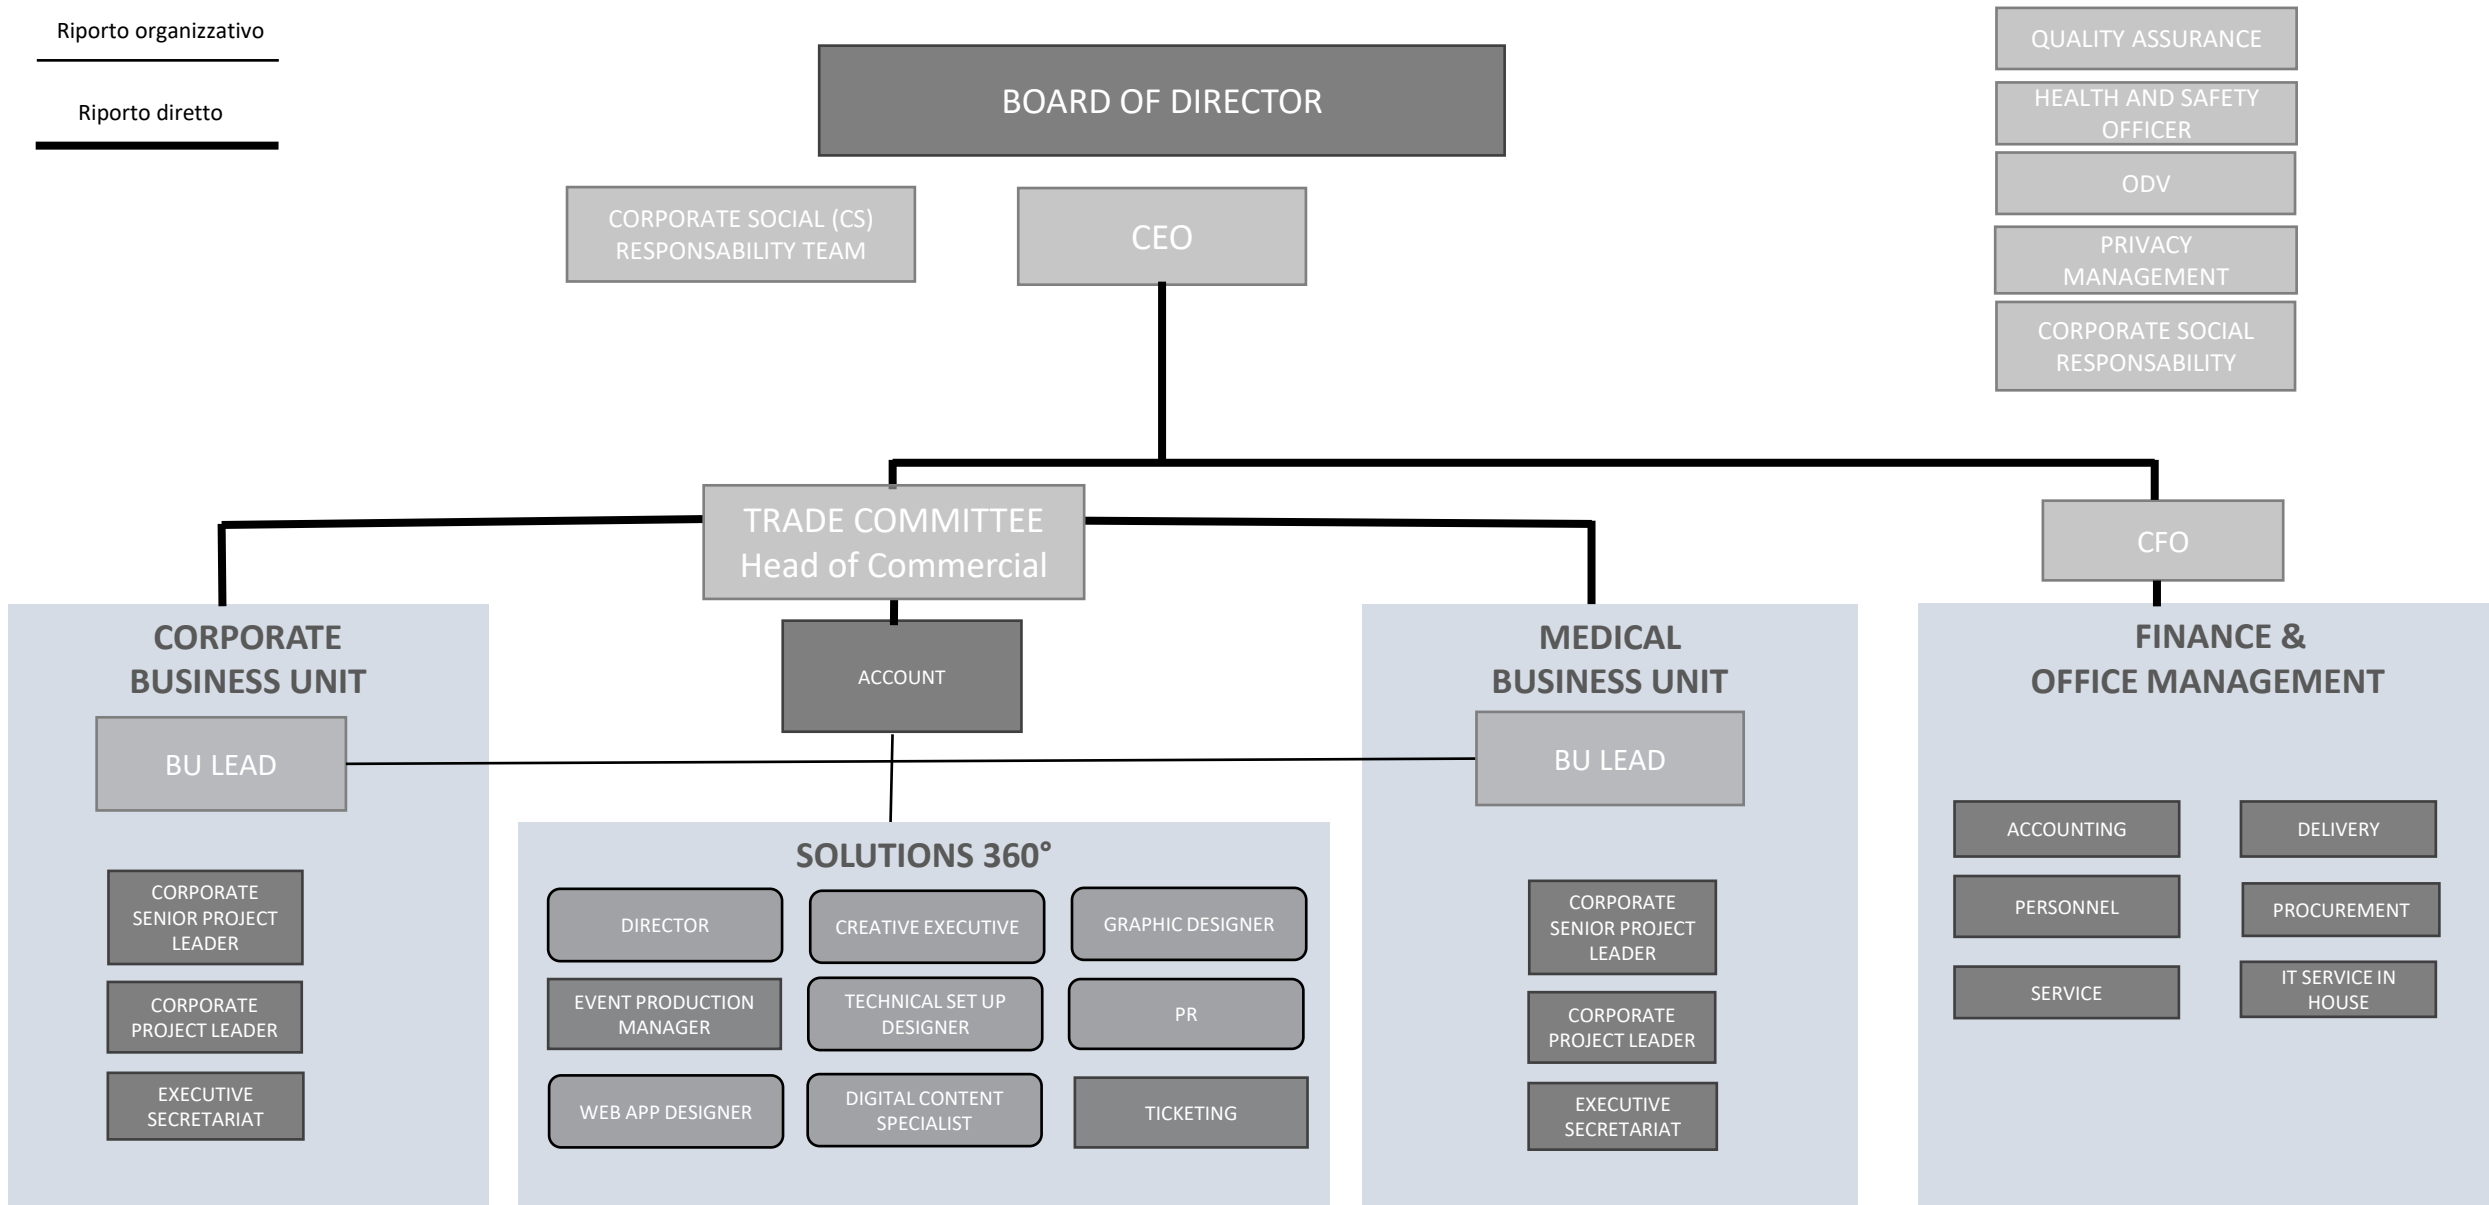 Riporto organizzativo
Riporto diretto
BOARD OF DIRECTOR
QUALITY ASSURANCE
HEALTH AND SAFETY
OFFICER
ODV
PRIVACY
MANAGEMENT
CORPORATE SOCIAL
RESPONSABILITY
CORPORATE SOCIAL (CS)
RESPONSABILITY TEAM
CEO
TRADE COMMITTEE
Head of Commercial
CFO
CORPORATE
BUSINESS UNIT
BU LEAD
CORPORATE
SENIOR PROJECT
LEADER
CORPORATE
PROJECT LEADER
EXECUTIVE
SECRETARIAT
ACCOUNT
SOLUTIONS 360°
DIRECTOR
CREATIVE EXECUTIVE
GRAPHIC DESIGNER
EVENT PRODUCTION
MANAGER
TECHNICAL SET UP
DESIGNER
PR
WEB APP DESIGNER
DIGITAL CONTENT
SPECIALIST
TICKETING
MEDICAL
BUSINESS UNIT
BU LEAD
CORPORATE
SENIOR PROJECT
LEADER
CORPORATE
PROJECT LEADER
EXECUTIVE
SECRETARIAT
FINANCE &
OFFICE MANAGEMENT
ACCOUNTING
DELIVERY
PERSONNEL
PROCUREMENT
SERVICE
IT SERVICE IN
HOUSE